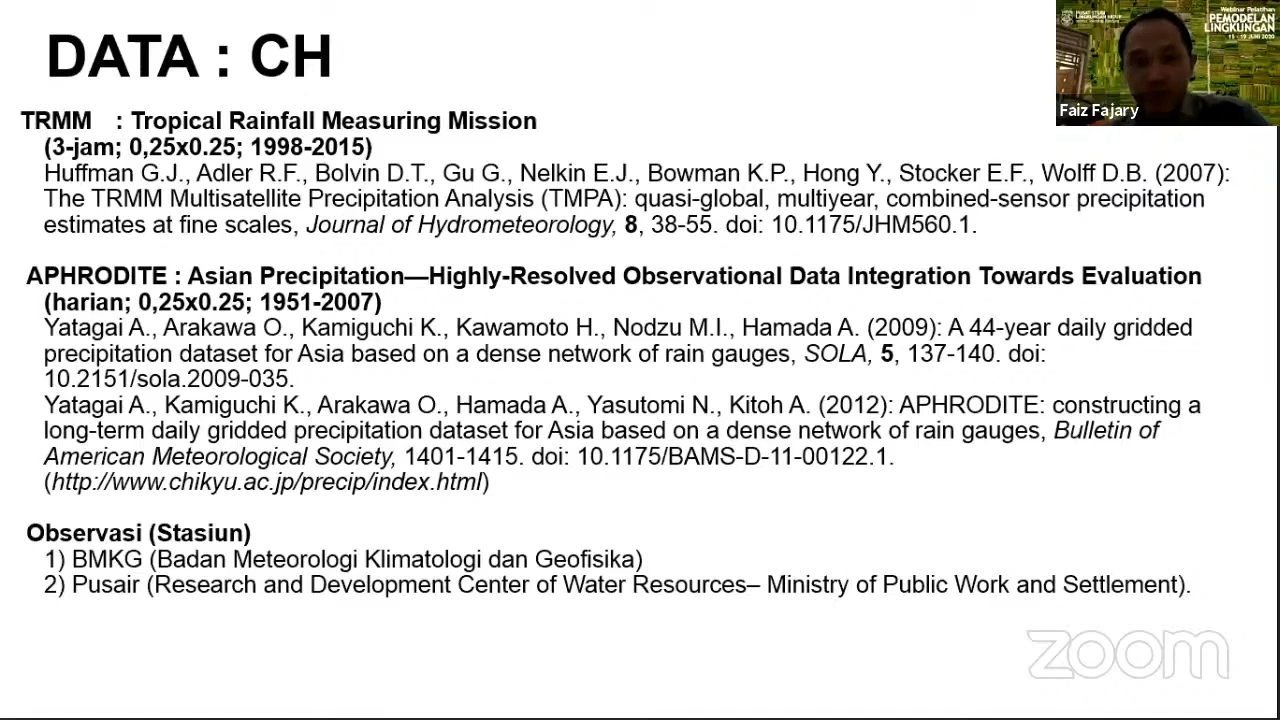 DATA : CH
TRMM : Tropical Rainfall Measuring Mission
(3-jam; 0,25x0.25; 1998-2015)
Huffman G.J., Adler R.F., Bolvin D.T., Gu G., Nelkin E.J., Bowman K.P., Hong Y., Stocker E.F., Wolff D.B. (2007):
The TRMM Multisatellite Precipitation Analysis (TMPA): quasi-global, multiyear, combined-sensor precipitation
estimates at fine scales, Journal of Hydrometeorology, 8, 38-55. doi: 10.1175/JHM560.1.
APHRODITE : Asian Precipitation—Highly-Resolved Observational Data Integration Towards Evaluation
(harian; 0,25x0.25; 1951-2007)
Yatagai A., Arakawa O., Kamiguchi K., Kawamoto H., Nodzu M.I., Hamada A. (2009): A 44-year daily gridded
precipitation dataset for Asia based on a dense network of rain gauges, SOLA, 5, 137-140. doi:
10.2151/sola.2009-035.
Yatagai A., Kamiguchi K., Arakawa O., Hamada A., Yasutomi N., Kitoh A. (2012): APHRODITE: constructing a
long-term daily gridded precipitation dataset for Asia based on a dense network of rain gauges, Bulletin of
American Meteorological Society, 1401-1415. doi: 10.1175/BAMS-D-11-00122.1.
(http://www.chikyu.ac.jp/precip/index.html)
Observasi (Stasiun)
1) BMKG (Badan Meteorologi Klimatologi dan Geofisika)
2) Pusair (Research and Development Center of Water Resources– Ministry of Public Work and Settlement).
PUSAT STUDI
LINGKUNGAN HIDUP
Webinar Pelatihan
PEMODELAN
LINGKUNGAN
Faiz Fajary
zoom